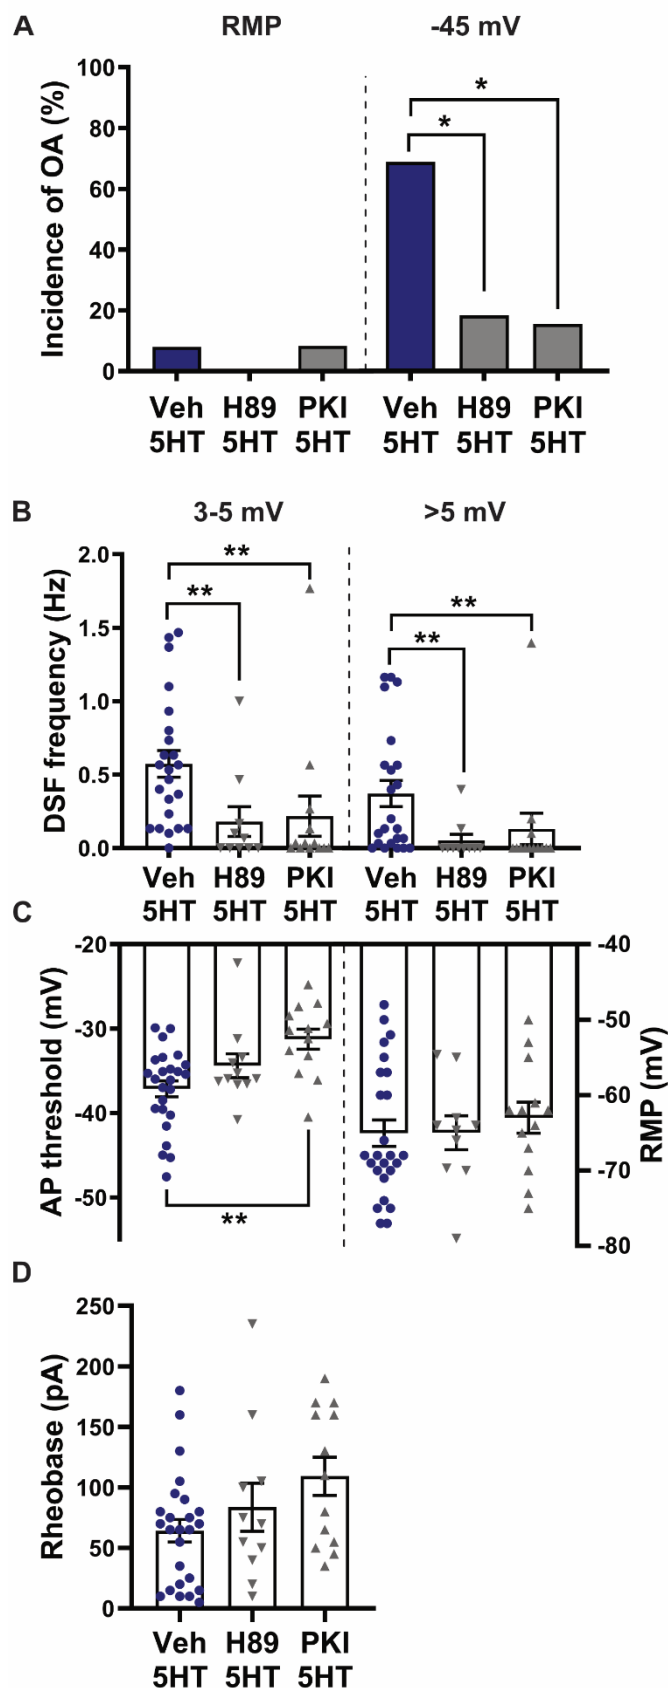 A
RMP
-45 mV
Incidence of OA (%)
100
80
60
40
20
0
*
*
Veh H89 PKI Veh H89 PKI
5HT 5HT 5HT 5HT 5HT 5HT
B
3-5 mV
>5 mV
DSF frequency (Hz)
2.0
1.5
1.0
0.5
0.0
**
**
**
**
Veh H89 PKI Veh H89 PKI
5HT 5HT 5HT 5HT 5HT 5HT
C
AP threshold (mV)
-20
-30
-40
-50
**
-40
-50
-60
-70
-80
RMP (mV)
D
Rheobase (pA)
250
200
150
100
50
0
Veh H89 PKI
5HT 5HT 5HT